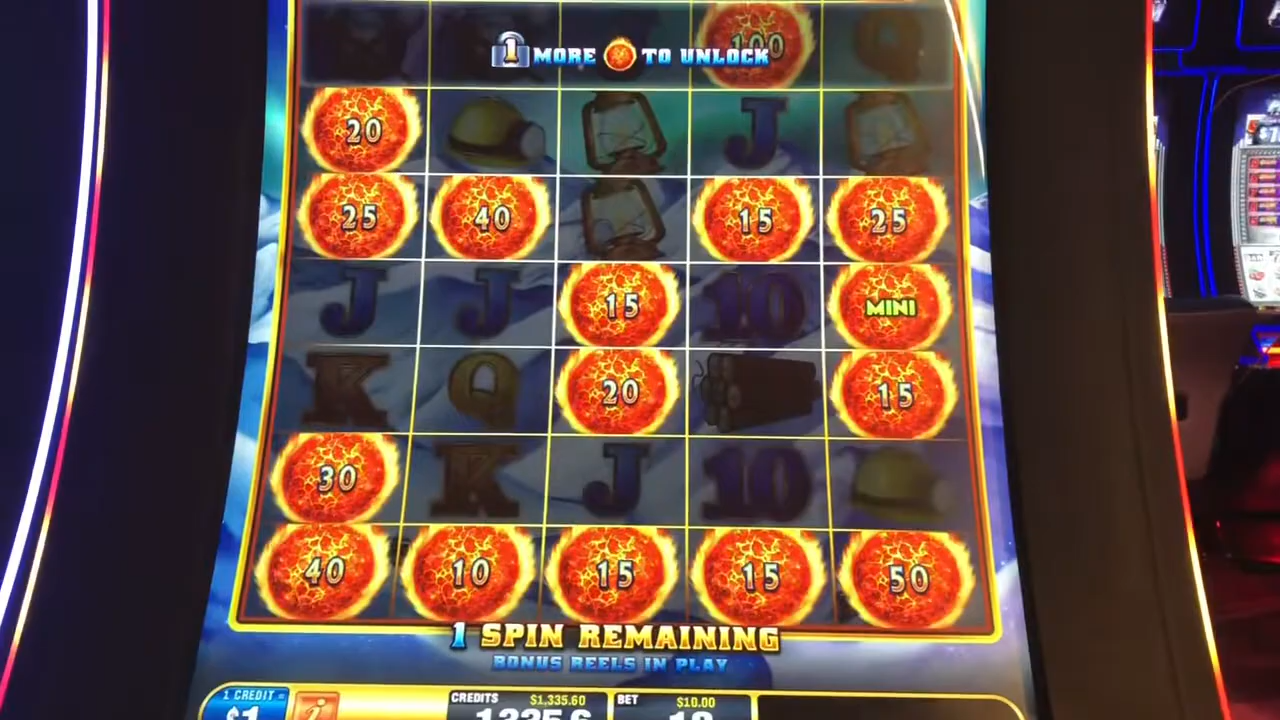 100
1 MORE TO UNLOCK
20 J
25 40 15 25
J J 15 10 MINI
K Q 20 15
30 K J 10
40 10 15 15 50
1 SPIN REMAINING
BONUS REELS IN PLAY
1 CREDIT =
$1
CREDITS $1,335.60
BET $10.00